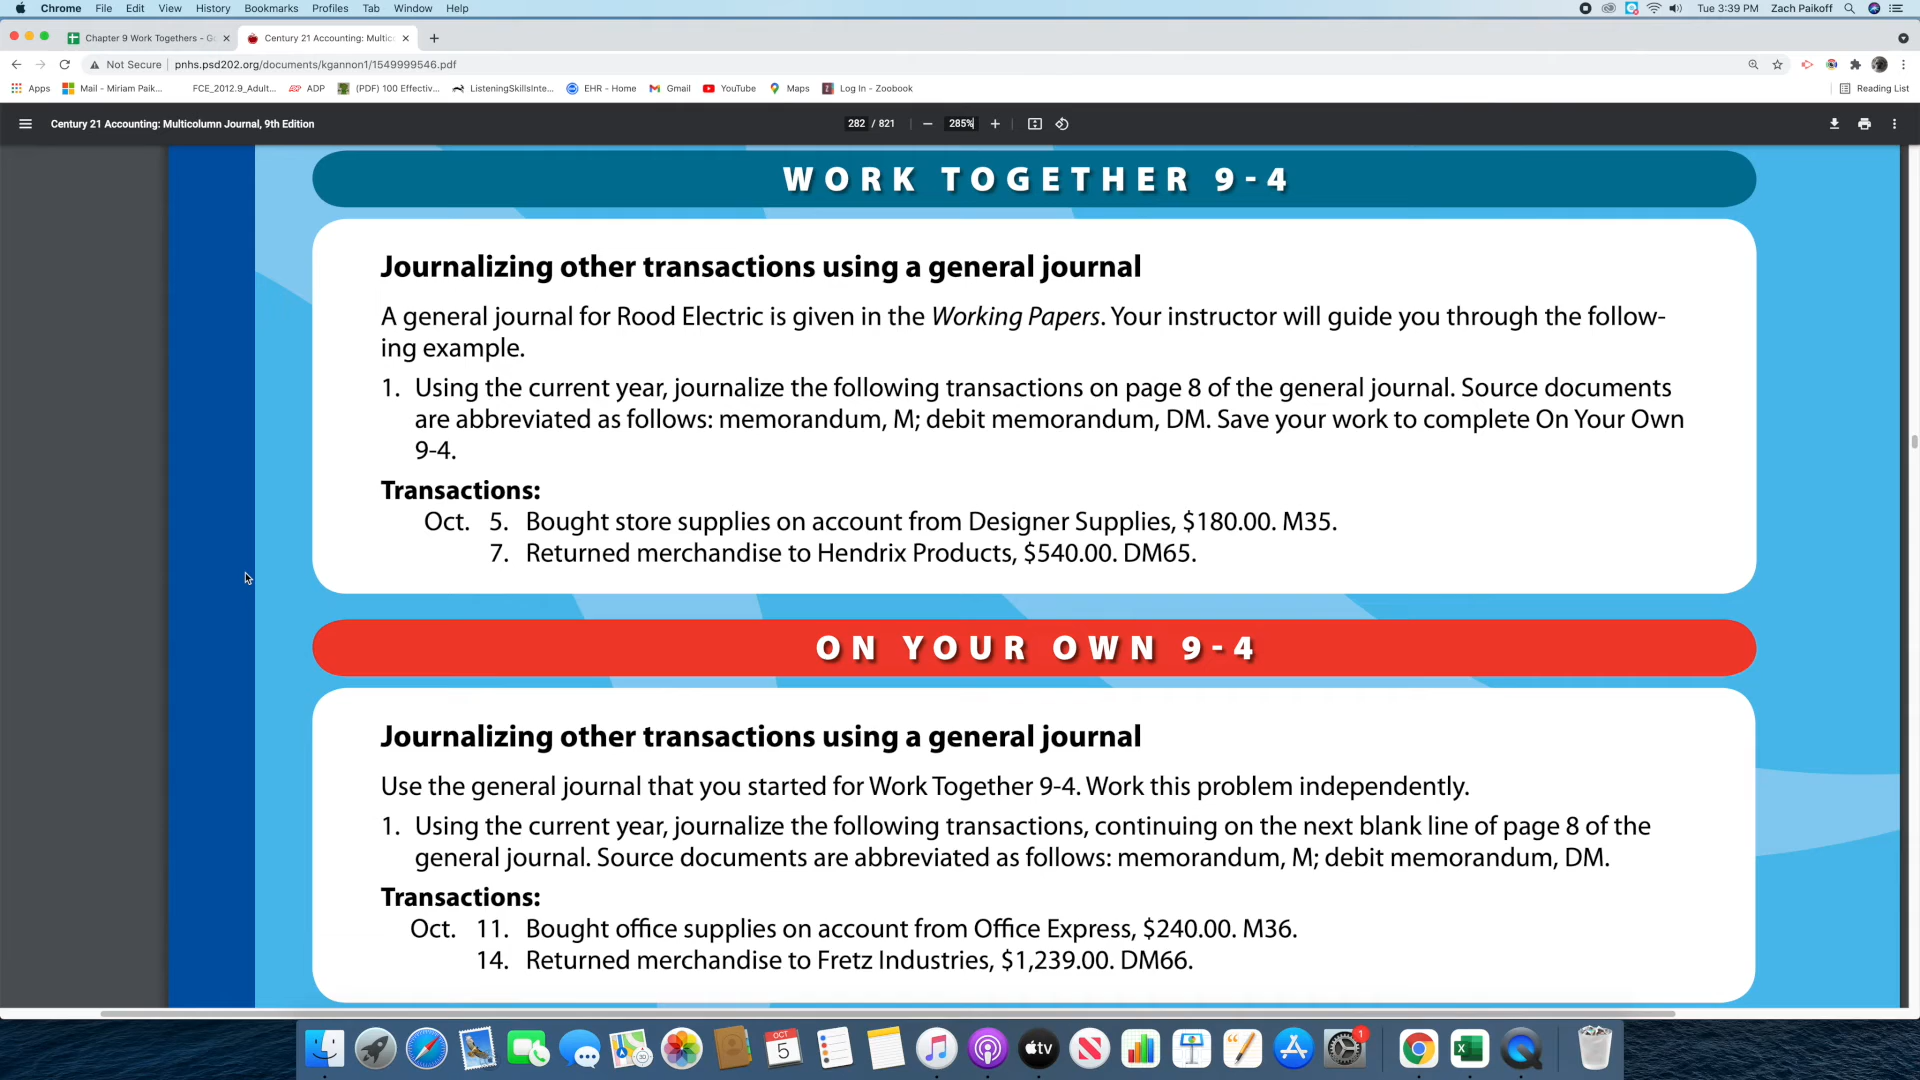 Chrome File Edit View History Bookmarks Profiles Tab Window Help Tue 3:39 PM Zach Paikoff
Chapter 9 Work Togethers - Go Century 21 Accounting: Multic
Not Secure pnhs.psd202.org/documents/kgannon1/1549999546.pdf
Apps Mail - Miriam Paik... FCE_2012.9_Adult... ADP (PDF) 100 Effectiv... ListeningSkillsInte... EHR - Home Gmail YouTube Maps Log In - Zoobook Reading List
Century 21 Accounting: Multicolumn Journal, 9th Edition 282 / 821 285%
WORK TOGETHER 9-4
Journalizing other transactions using a general journal
A general journal for Rood Electric is given in the Working Papers. Your instructor will guide you through the follow-
ing example.
1. Using the current year, journalize the following transactions on page 8 of the general journal. Source documents
are abbreviated as follows: memorandum, M; debit memorandum, DM. Save your work to complete On Your Own
9-4.
Transactions:
Oct. 5. Bought store supplies on account from Designer Supplies, $180.00. M35.
7. Returned merchandise to Hendrix Products, $540.00. DM65.
ON YOUR OWN 9-4
Journalizing other transactions using a general journal
Use the general journal that you started for Work Together 9-4. Work this problem independently.
1. Using the current year, journalize the following transactions, continuing on the next blank line of page 8 of the
general journal. Source documents are abbreviated as follows: memorandum, M; debit memorandum, DM.
Transactions:
Oct. 11. Bought office supplies on account from Office Express, $240.00. M36.
14. Returned merchandise to Fretz Industries, $1,239.00. DM66.
OCT
5
tv
1